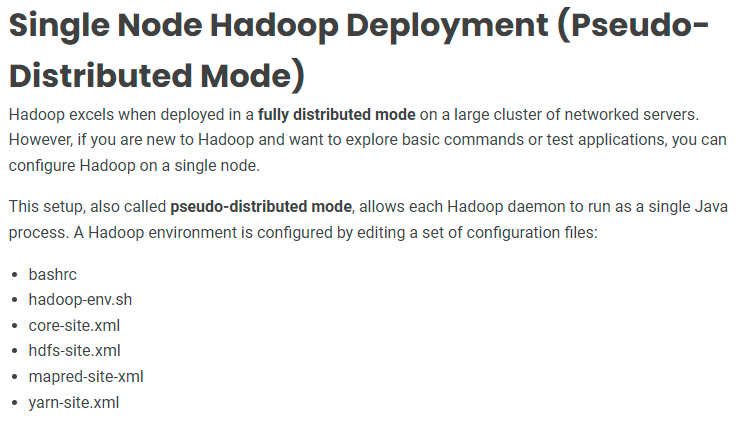 Single Node Hadoop Deployment (Pseudo-
Distributed Mode)
Hadoop excels when deployed in a fully distributed mode on a large cluster of networked servers.
However, if you are new to Hadoop and want to explore basic commands or test applications, you can
configure Hadoop on a single node.
This setup, also called pseudo-distributed mode, allows each Hadoop daemon to run as a single Java
process. A Hadoop environment is configured by editing a set of configuration files:
• bashrc
• hadoop-env.sh
• core-site.xml
• hdfs-site.xml
• mapred-site-xml
• yarn-site.xml